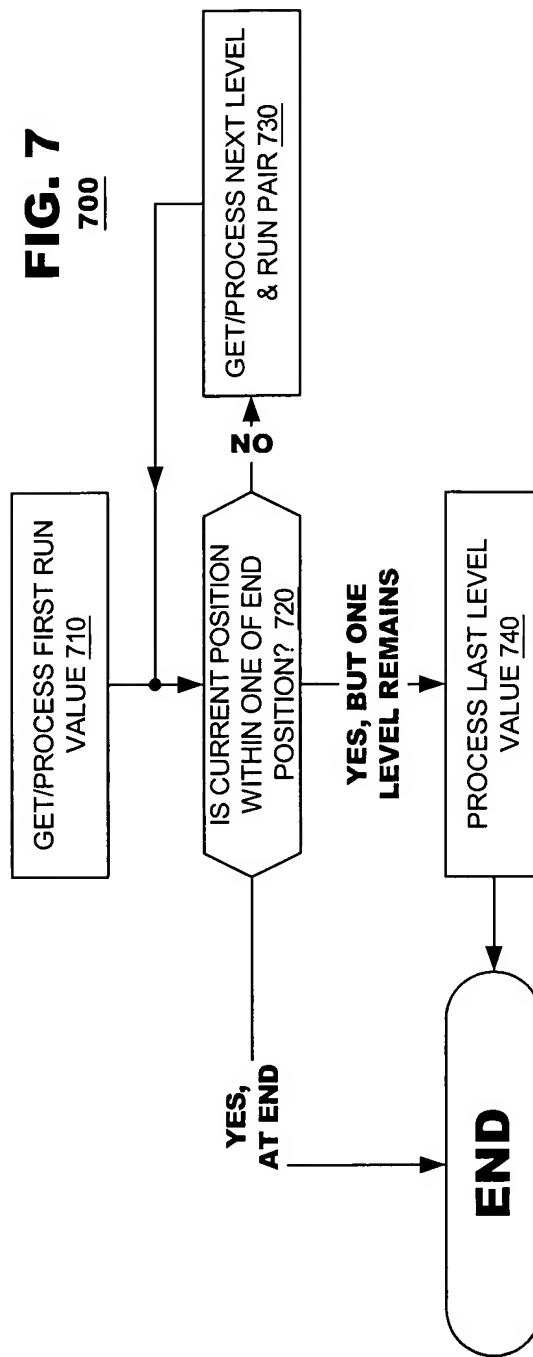 FIG. 7
700
GET/PROCESS FIRST RUN
VALUE 710
IS CURRENT POSITION
WITHIN ONE OF END
POSITION? 720
NO
GET/PROCESS NEXT LEVEL
& RUN PAIR 730
YES,
AT END
YES, BUT ONE
LEVEL REMAINS
PROCESS LAST LEVEL
VALUE 740
END